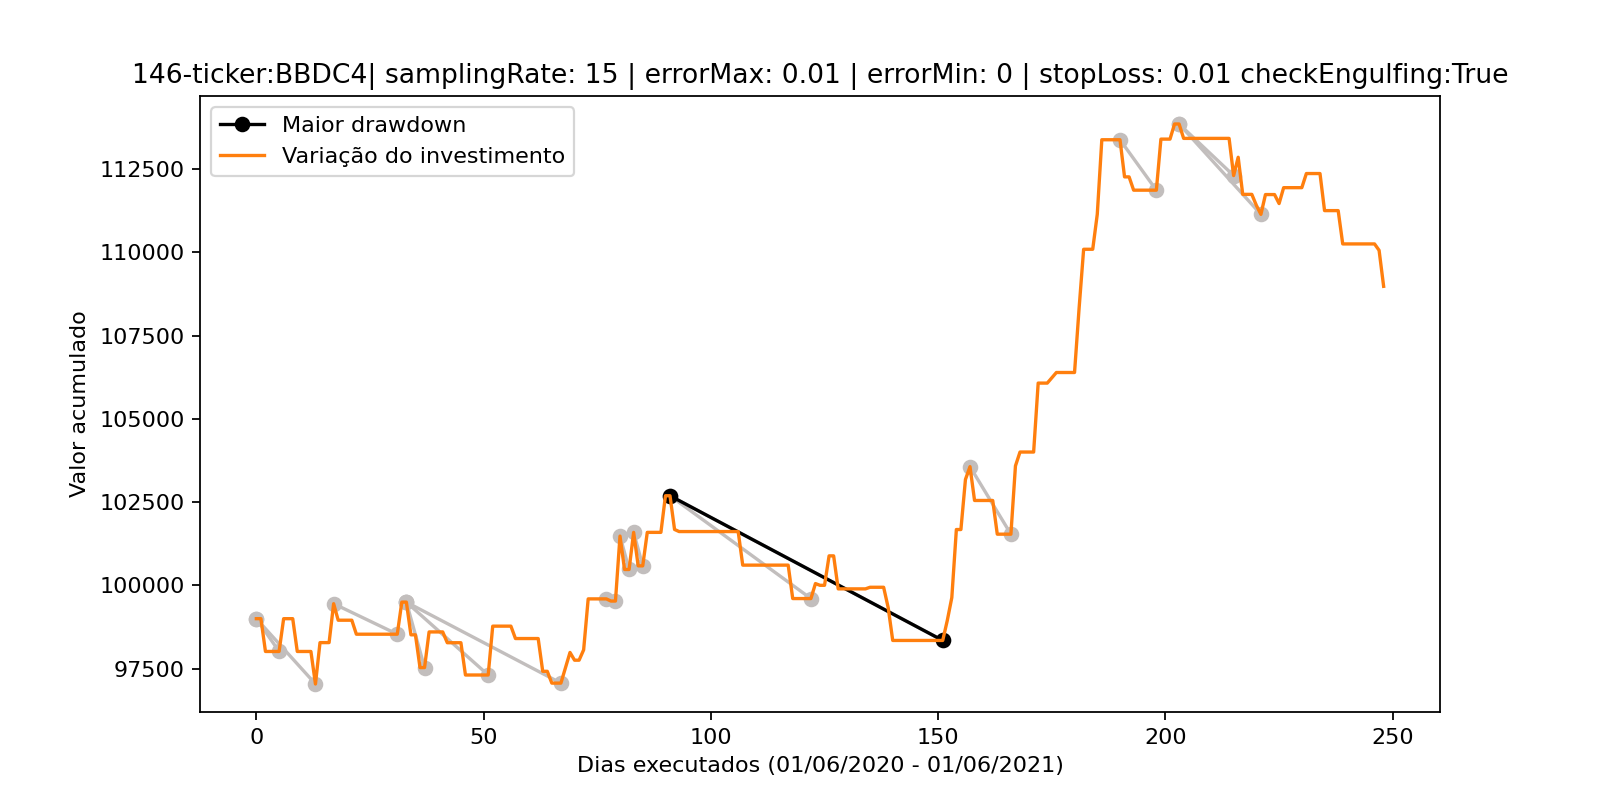 146-ticker:BBDC4| samplingRate: 15 | errorMax: 0.01 | errorMin: 0 | stopLoss: 0.01 checkEngulfing:True
Maior drawdown
Variação do investimento
Valor acumulado
112500
110000
107500
105000
102500
100000
97500
0 50 100 150 200 250
Dias executados (01/06/2020 - 01/06/2021)